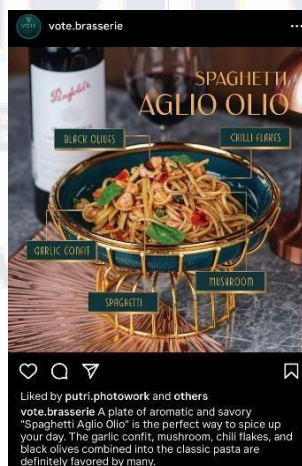 VOTE
vote.brasserie
Penfolds
SPAGHETTI
AGLIO OLIO
BLACK OLIVES
CHILLI FLAKES
GARLIC CONFIT
MUSHROOM
SPAGHETTI
Liked by putri.photowork and others
vote.brasserie A plate of aromatic and savory
"Spaghetti Aglio Olio" is the perfect way to spice up
your day. The garlic confit, mushroom, chili flakes, and
black olives combined into the classic pasta are
definitely favored by many.